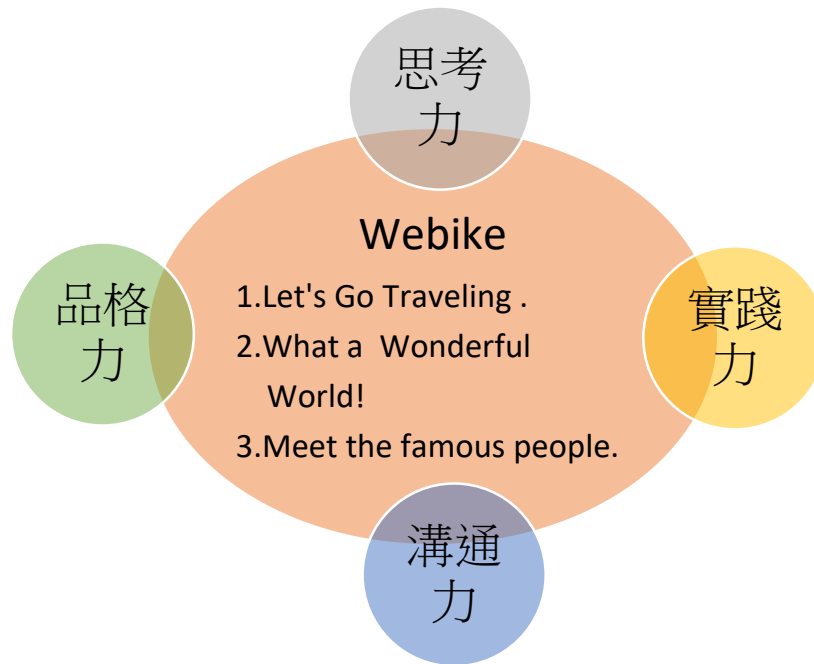 思考
力
Webike
1.Let's Go Traveling .
2.What a Wonderful
World!
3.Meet the famous people.
品格
力
實踐
力
溝通
力